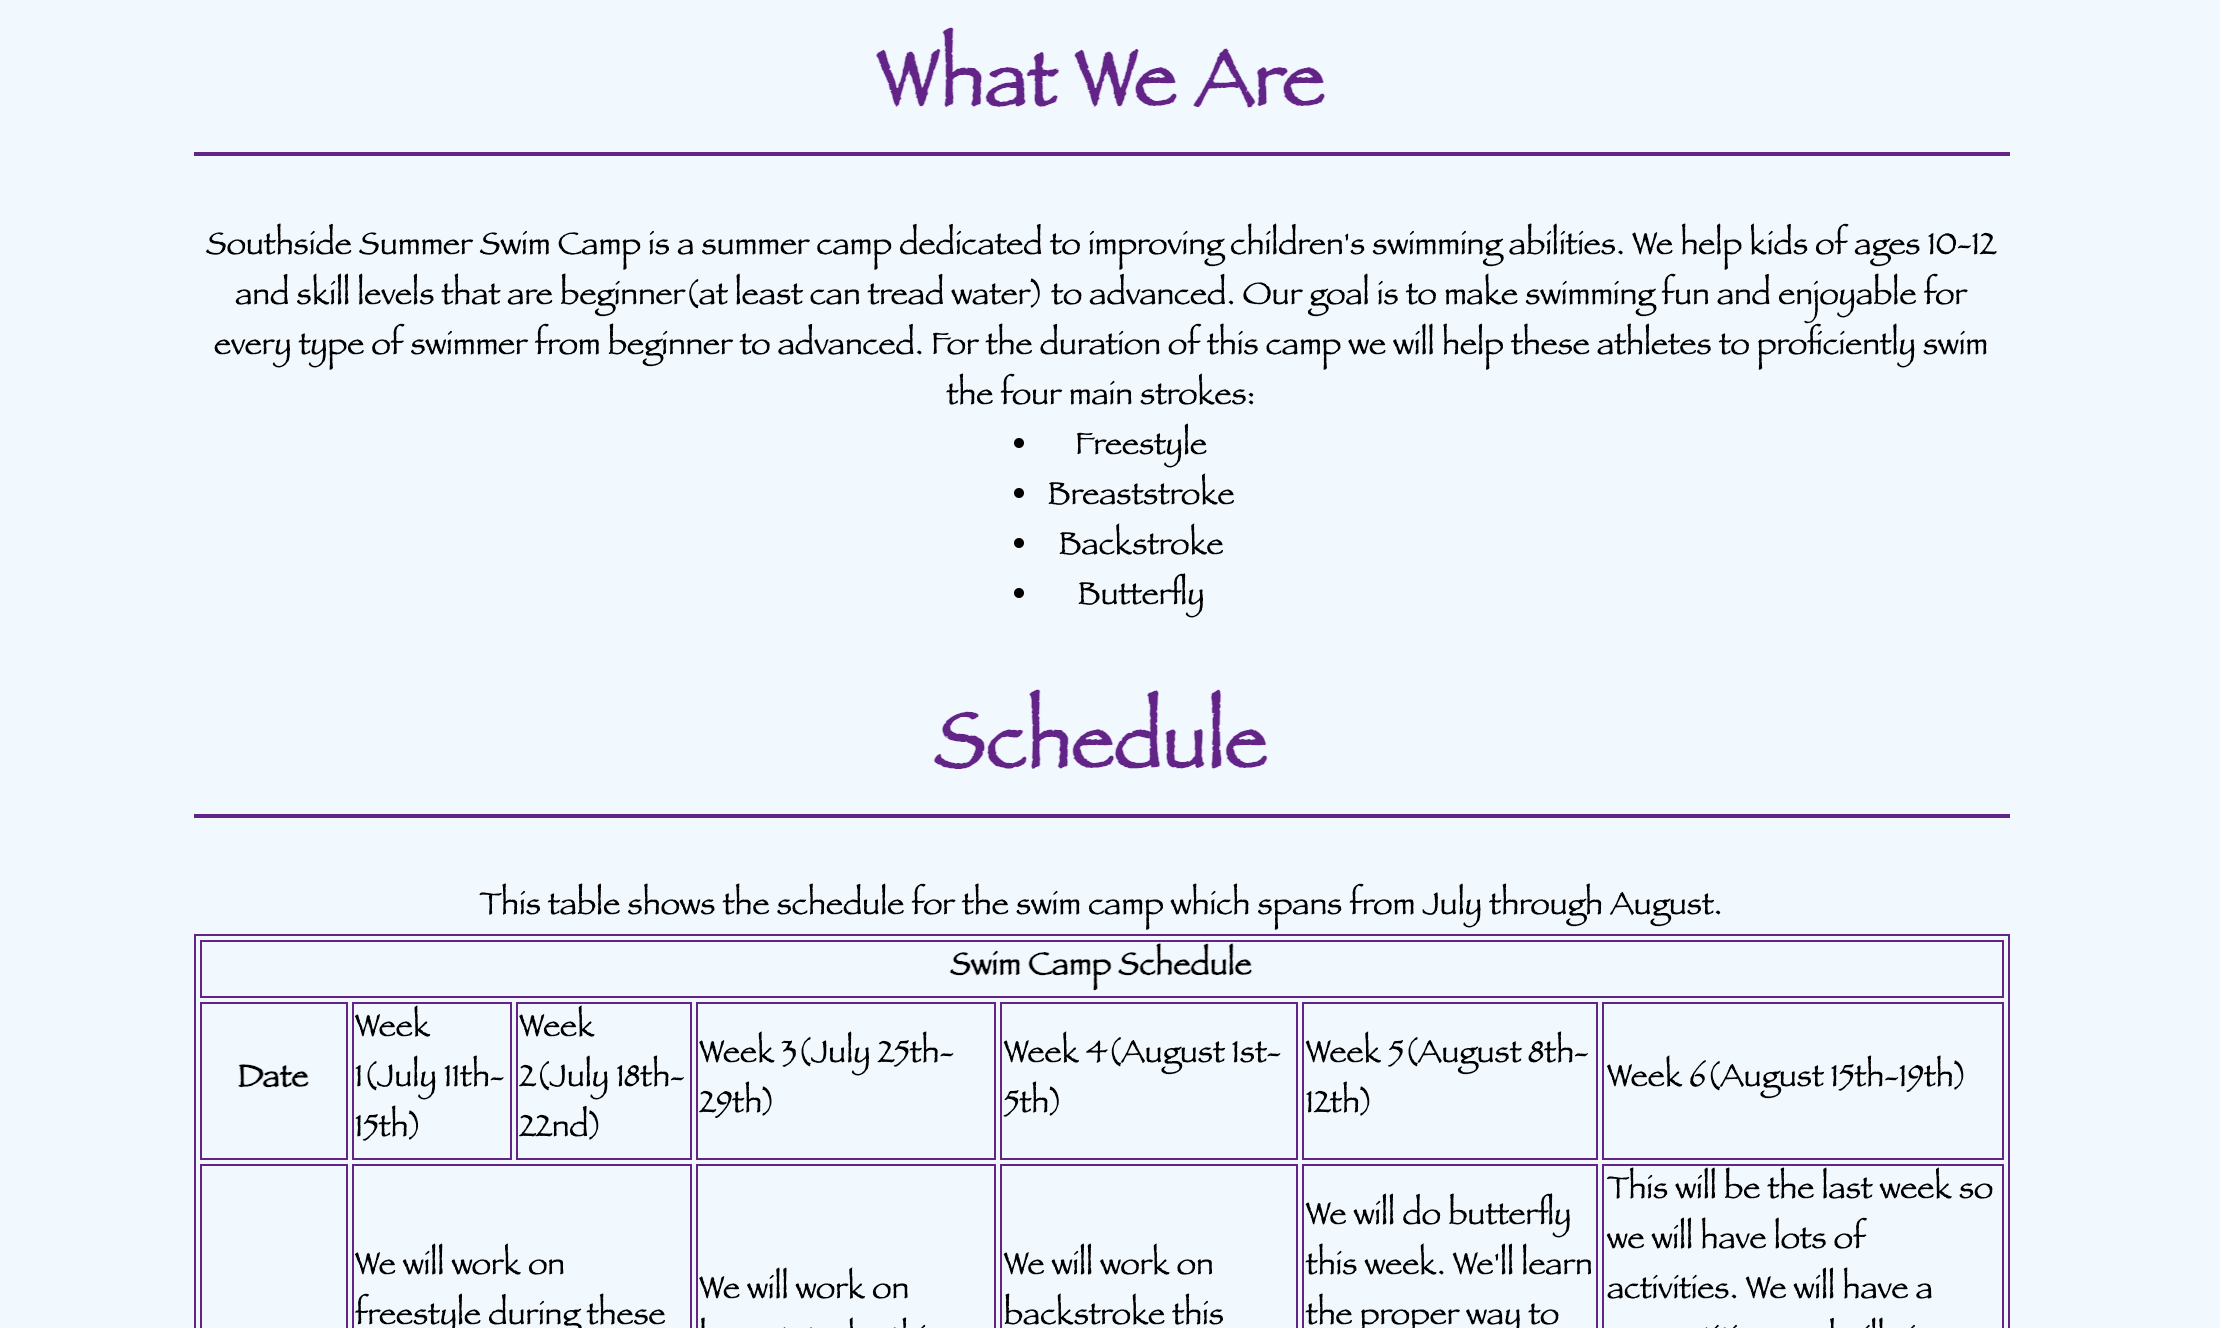 What We Are
Southside Summer Swim Camp is a summer camp dedicated to improving children's swimming abilities. We help kids of ages 10-12
and skill levels that are beginner(at least can tread water) to advanced. Our goal is to make swimming fun and enjoyable for
every type of swimmer from beginner to advanced. For the duration of this camp we will help these athletes to proficiently swim
the four main strokes:
• Freestyle
• Breaststroke
• Backstroke
• Butterfly
Schedule
This table shows the schedule for the swim camp which spans from July through August.
Swim Camp Schedule
Date
Week
1(July 11th-
15th)
Week
2(July 18th-
22nd)
Week 3(July 25th-
29th)
Week 4(August 1st-
5th)
Week 5(August 8th-
12th)
Week 6(August 15th-19th)
We will work on
freestyle during these
We will work on
We will work on
backstroke this
We will do butterfly
this week. We'll learn
the proper way to
This will be the last week so
we will have lots of
activities. We will have a